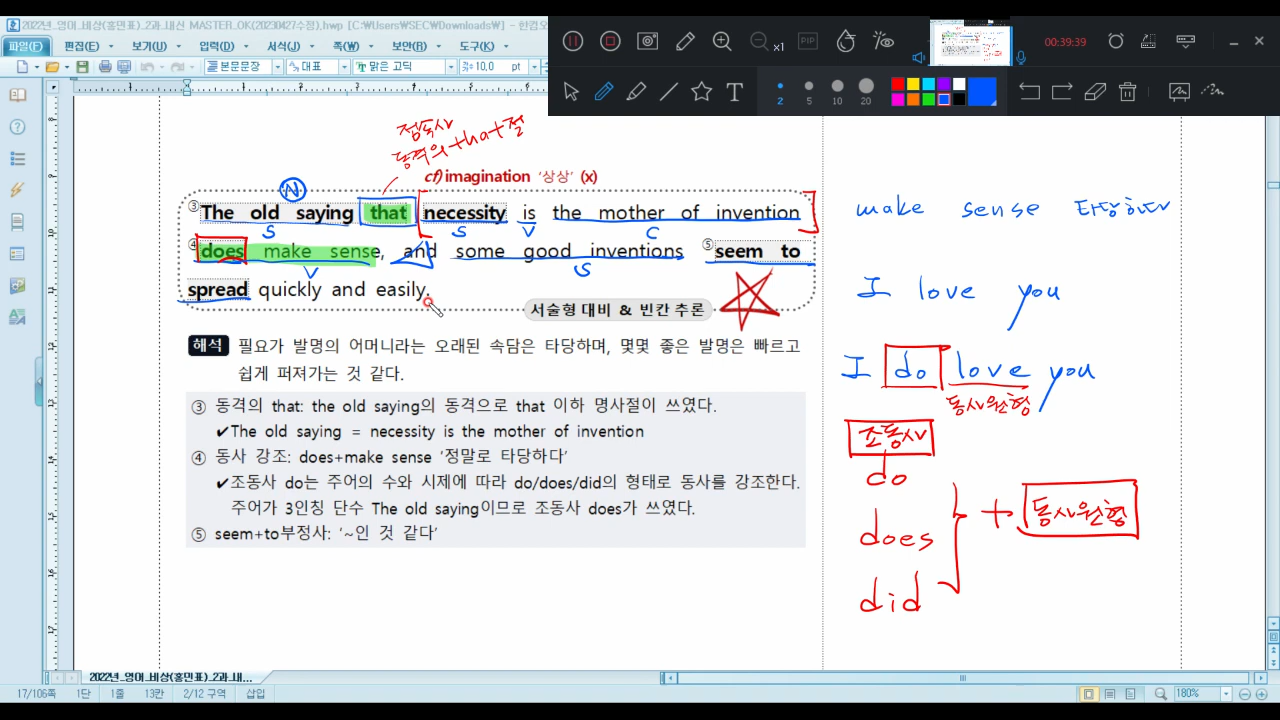 2022년_영어_비상(홍민표)_2과_내신 MASTER_OK(20230427수정).hwp [C:\Users\SEC\Downloads\] - 한컴오
파일(F) 편집(E) 보기(U) 입력(D) 서식(J) 쪽(W) 보안(R) 도구(K)
x1 PIP 00:39:39
본문문장 대표 맑은 고딕 10.0 pt
2 5 10 20 T
접속사
동격의 that절
cf) imagination '상상' (x)
N
③The old saying that necessity is the mother of invention
S S V C
④does make sense, and some good inventions ⑤seem to
V S
spread quickly and easily.
서술형 대비 & 빈칸 추론
해석 필요가 발명의 어머니라는 오래된 속담은 타당하며, 몇몇 좋은 발명은 빠르고
쉽게 퍼져가는 것 같다.
③ 동격의 that: the old saying의 동격으로 that 이하 명사절이 쓰였다.
✔The old saying = necessity is the mother of invention
④ 동사 강조: does+make sense '정말로 타당하다'
✔조동사 do는 주어의 수와 시제에 따라 do/does/did의 형태로 동사를 강조한다.
주어가 3인칭 단수 The old saying이므로 조동사 does가 쓰였다.
⑤ seem+to부정사: '~인 것 같다'
make sense 타당하다
I love you
I do love you
동사원형
조동사
do
does
did
+ 동사원형
2022년_영어_비상(홍민표)_2과_내...
17/106쪽 1단 1줄 13칸 2/12 구역 삽입 180%